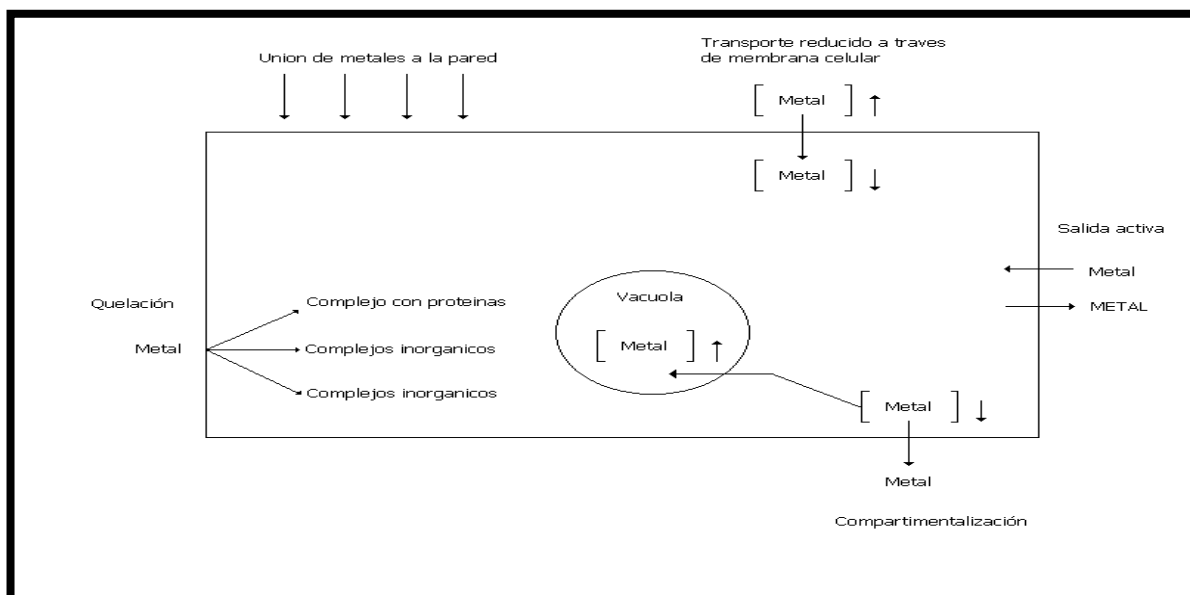 Transporte reducido a traves
de membrana celular
Union de metales a la pared
[ Metal ] ↑
[ Metal ] ↓
Salida activa
Metal
METAL
Quelación
Metal
Complejo con proteinas
Complejos inorganicos
Complejos inorganicos
Vacuola
[ Metal ] ↑
[ Metal ] ↓
Metal
Compartimentalización